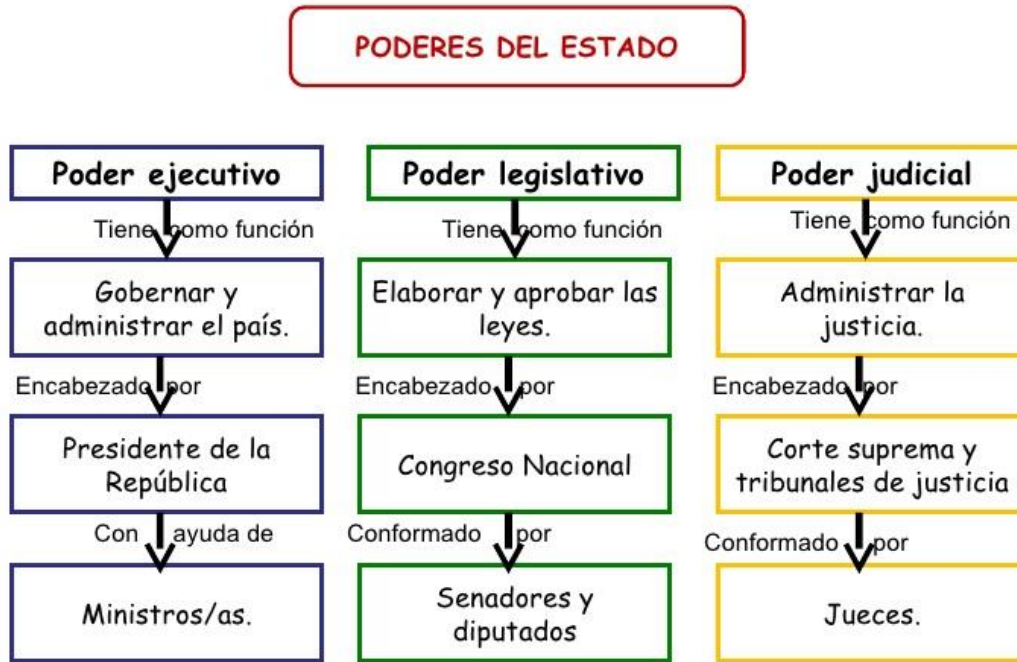 PODERES DEL ESTADO
Poder ejecutivo
Tiene como función
Gobernar y
administrar el país.
Encabezado por
Presidente de la
República
Con ayuda de
Ministros/as.
Poder legislativo
Tiene como función
Elaborar y aprobar las
leyes.
Encabezado por
Congreso Nacional
Conformado por
Senadores y
diputados
Poder judicial
Tiene como función
Administrar la
justicia.
Encabezado por
Corte suprema y
tribunales de justicia
Conformado por
Jueces.